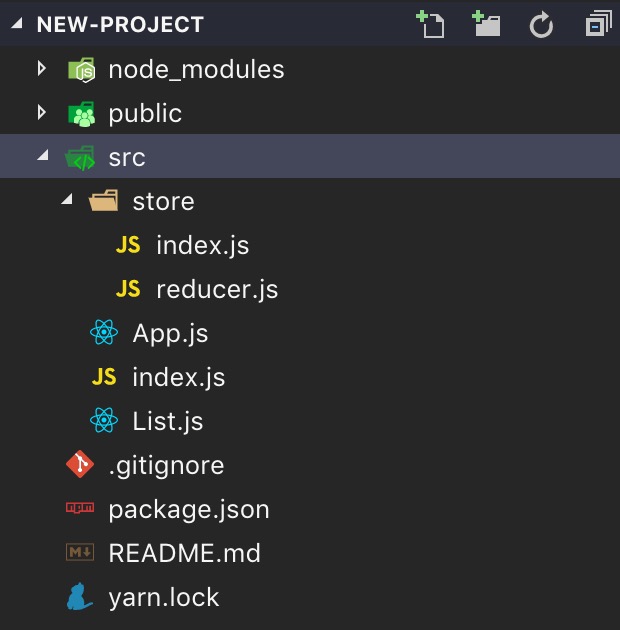 NEW-PROJECT
node_modules
public
src
store
JS index.js
JS reducer.js
App.js
JS index.js
List.js
.gitignore
package.json
M↓ README.md
yarn.lock